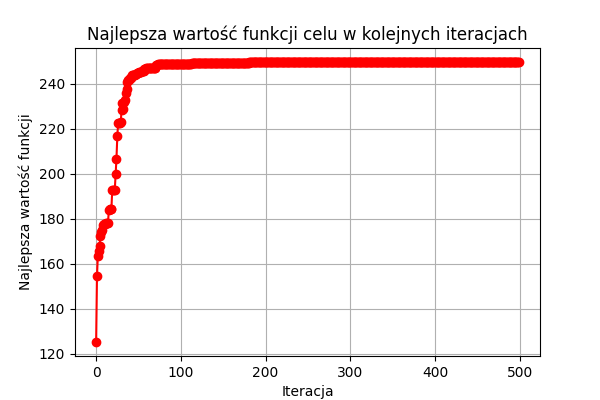 Najlepsza wartość funkcji celu w kolejnych iteracjach
Najlepsza wartość funkcji
240
220
200
180
160
140
120
0 100 200 300 400 500
Iteracja